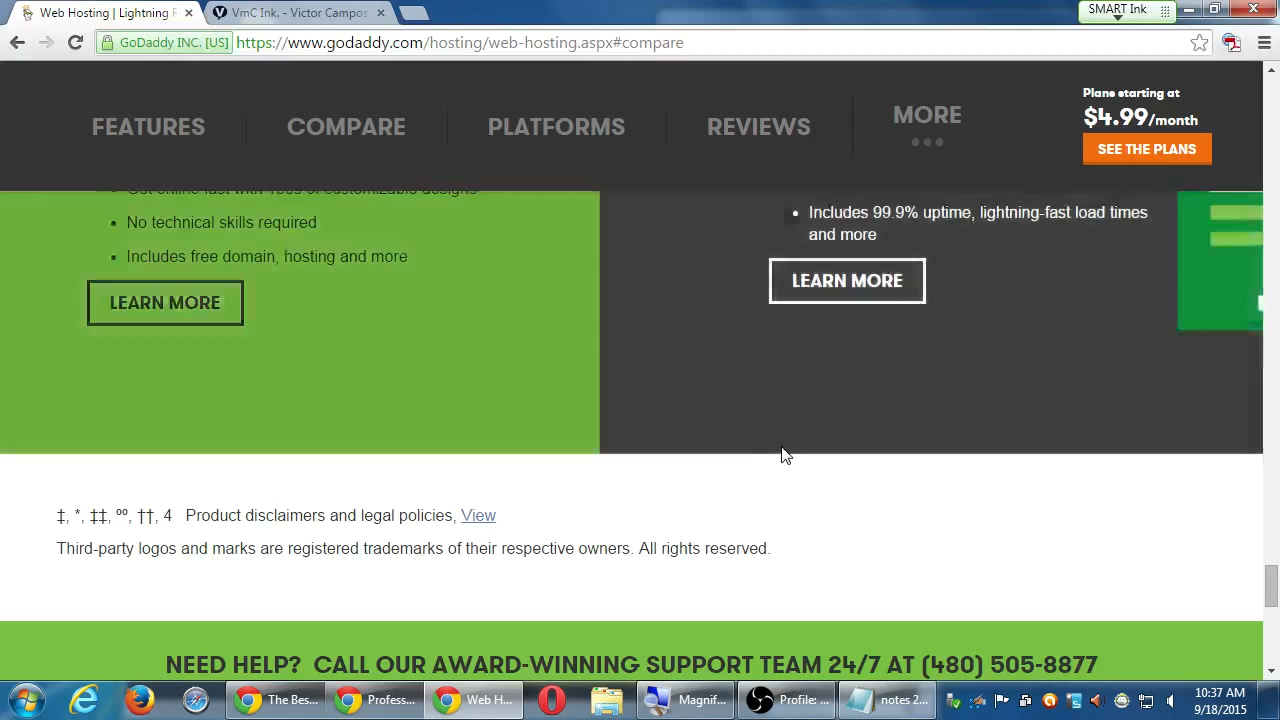 Web Hosting | Lightning F
VmC Ink. - Victor Campos
SMART Ink
GoDaddy INC. [US]
https://www.godaddy.com/hosting/web-hosting.aspx#compare
FEATURES
COMPARE
PLATFORMS
REVIEWS
MORE
Plans starting at
$4.99/month
SEE THE PLANS
No technical skills required
Includes free domain, hosting and more
LEARN MORE
Includes 99.9% uptime, lightning-fast load times
and more
LEARN MORE
‡, *, ‡‡, ºº, ††, 4 Product disclaimers and legal policies, View
Third-party logos and marks are registered trademarks of their respective owners. All rights reserved.
NEED HELP? CALL OUR AWARD-WINNING SUPPORT TEAM 24/7 AT (480) 505-8877
The Bes...
Profess...
Web H...
Magnif...
Profile: ...
notes 2...
10:37 AM
9/18/2015